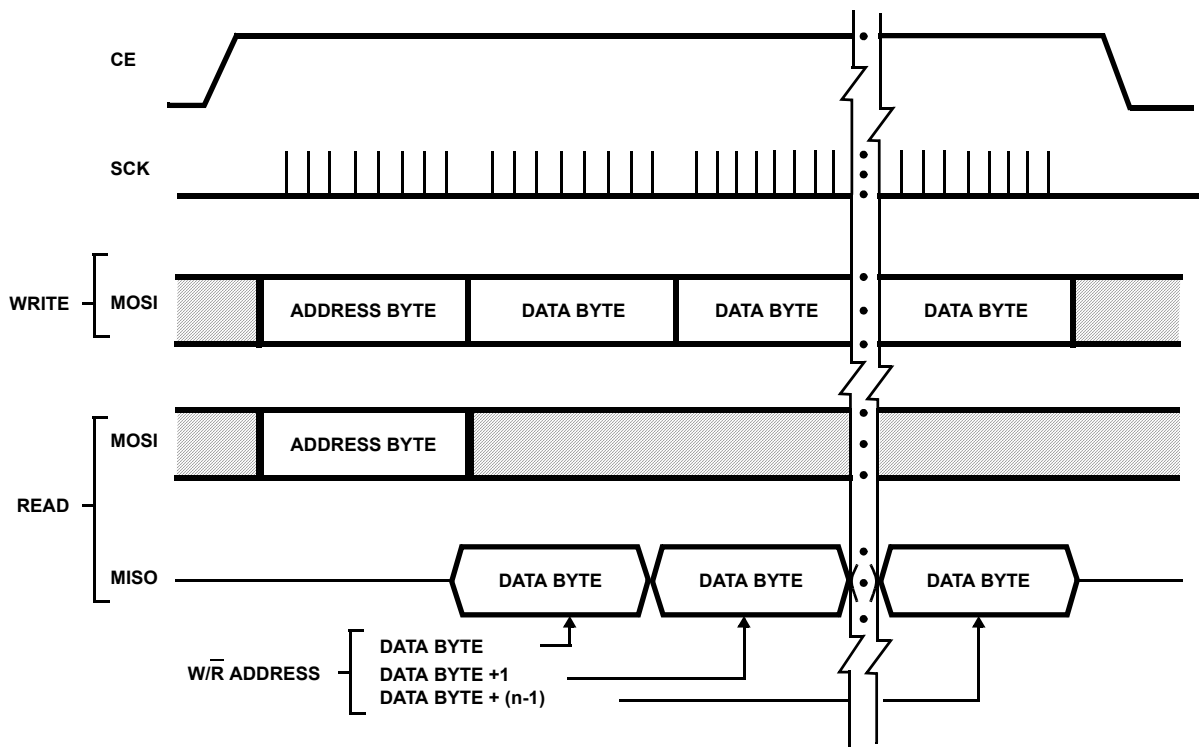 CE
SCK
WRITE
MOSI
ADDRESS BYTE
DATA BYTE
DATA BYTE
DATA BYTE
READ
MOSI
ADDRESS BYTE
MISO
DATA BYTE
DATA BYTE
DATA BYTE
W/R̅ ADDRESS
DATA BYTE
DATA BYTE +1
DATA BYTE + (n-1)